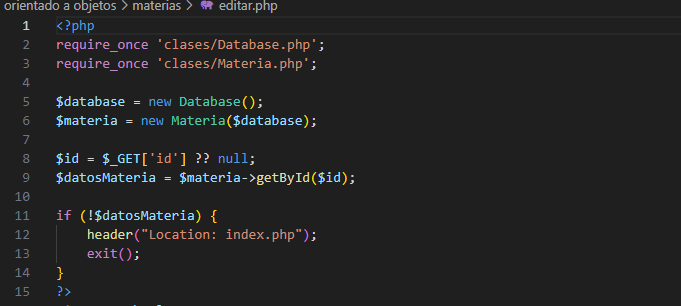 orientado a objetos > materias > editar.php
1 <?php
2 require_once 'clases/Database.php';
3 require_once 'clases/Materia.php';
4
5 $database = new Database();
6 $materia = new Materia($database);
7
8 $id = $_GET['id'] ?? null;
9 $datosMateria = $materia->getById($id);
10
11 if (!$datosMateria) {
12     header("Location: index.php");
13     exit();
14 }
15 ?>